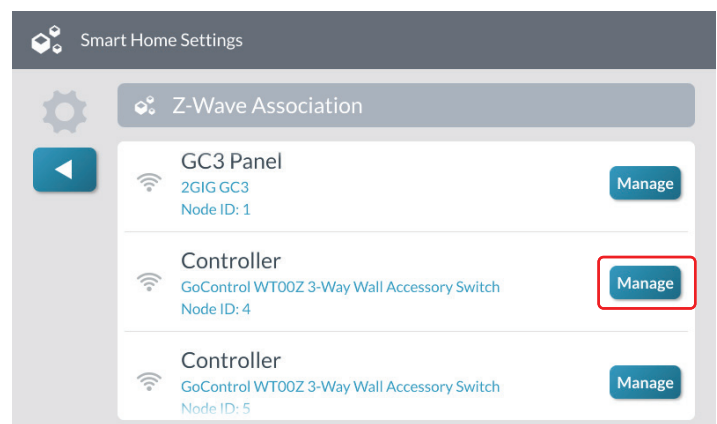 Smart Home Settings
Z-Wave Association
GC3 Panel
2GIG GC3
Node ID: 1
Manage
Controller
GoControl WT00Z 3-Way Wall Accessory Switch
Node ID: 4
Manage
Controller
GoControl WT00Z 3-Way Wall Accessory Switch
Node ID: 5
Manage